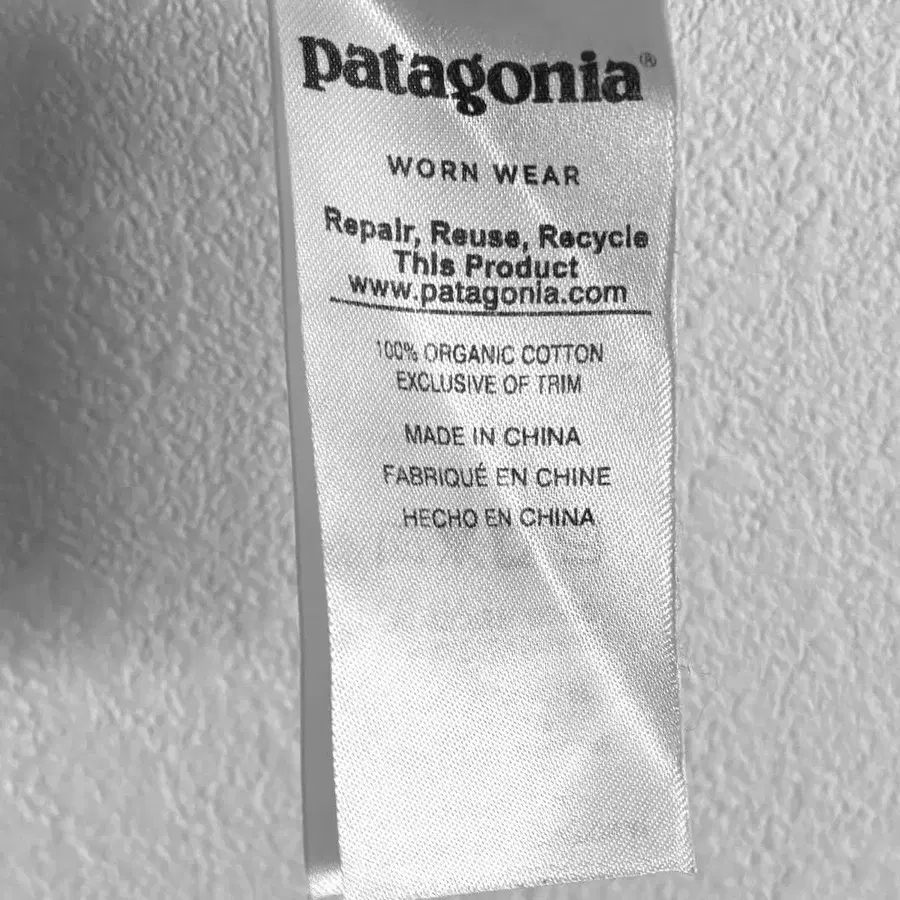 patagonia®
WORN WEAR
Repair, Reuse, Recycle
This Product
www.patagonia.com
100% ORGANIC COTTON
EXCLUSIVE OF TRIM
MADE IN CHINA
FABRIQUÉ EN CHINE
HECHO EN CHINA